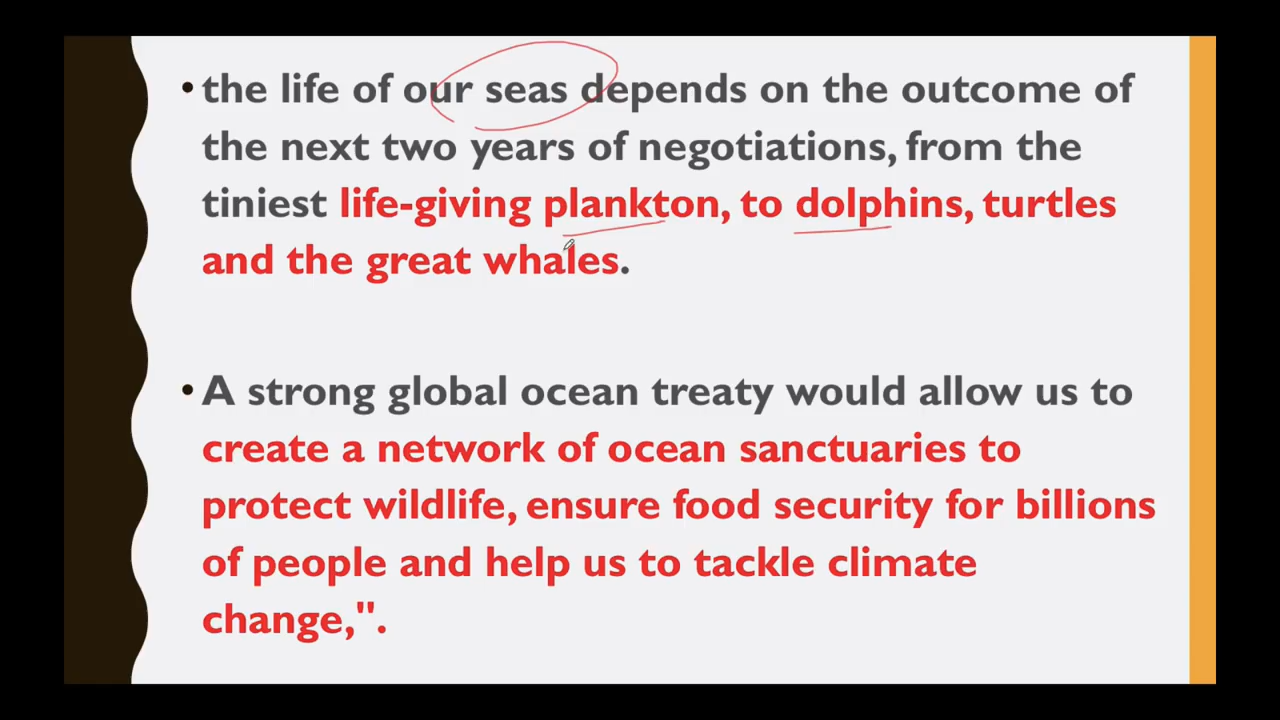 • the life of our seas depends on the outcome of
the next two years of negotiations, from the
tiniest life-giving plankton, to dolphins, turtles
and the great whales.
• A strong global ocean treaty would allow us to
create a network of ocean sanctuaries to
protect wildlife, ensure food security for billions
of people and help us to tackle climate
change,".